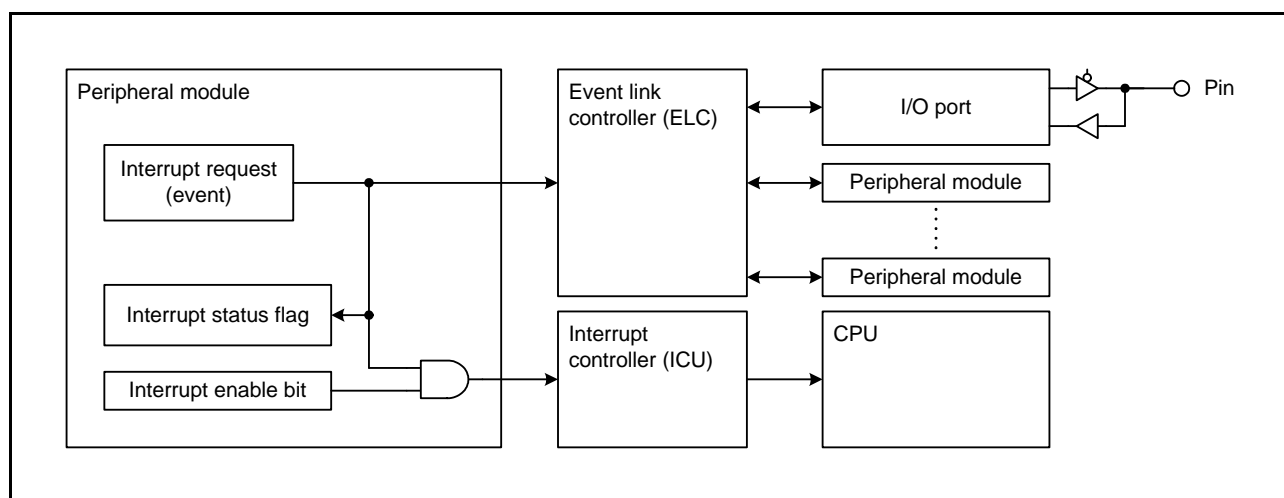 Peripheral module
Interrupt request
(event)
Interrupt status flag
Interrupt enable bit
Event link
controller (ELC)
Interrupt
controller (ICU)
I/O port
Pin
Peripheral module
Peripheral module
CPU